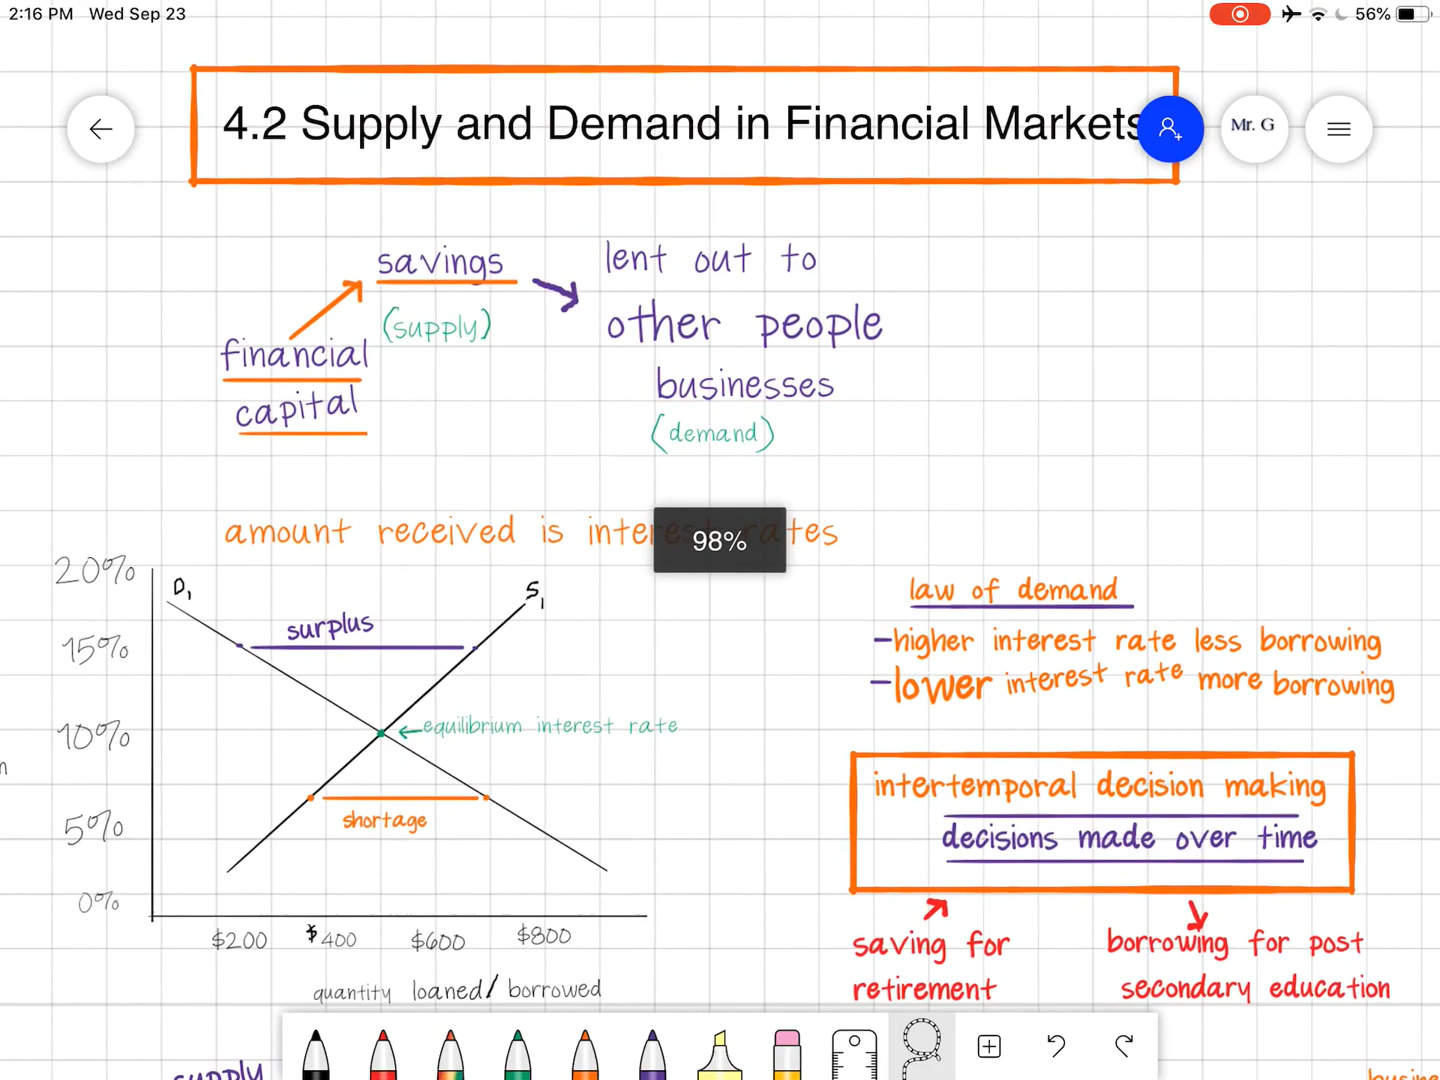 2:16 PM Wed Sep 23
56%
4.2 Supply and Demand in Financial Markets
Mr. G
savings
(supply)
financial
capital
lent out to
other people
businesses
(demand)
amount received is interest rates
98%
20%
15%
10%
5%
0%
D1
S1
surplus
equilibrium interest rate
shortage
$200 $400 $600 $800
quantity loaned/ borrowed
law of demand
-higher interest rate less borrowing
-lower interest rate more borrowing
intertemporal decision making
decisions made over time
saving for
retirement
borrowing for post
secondary education
supply